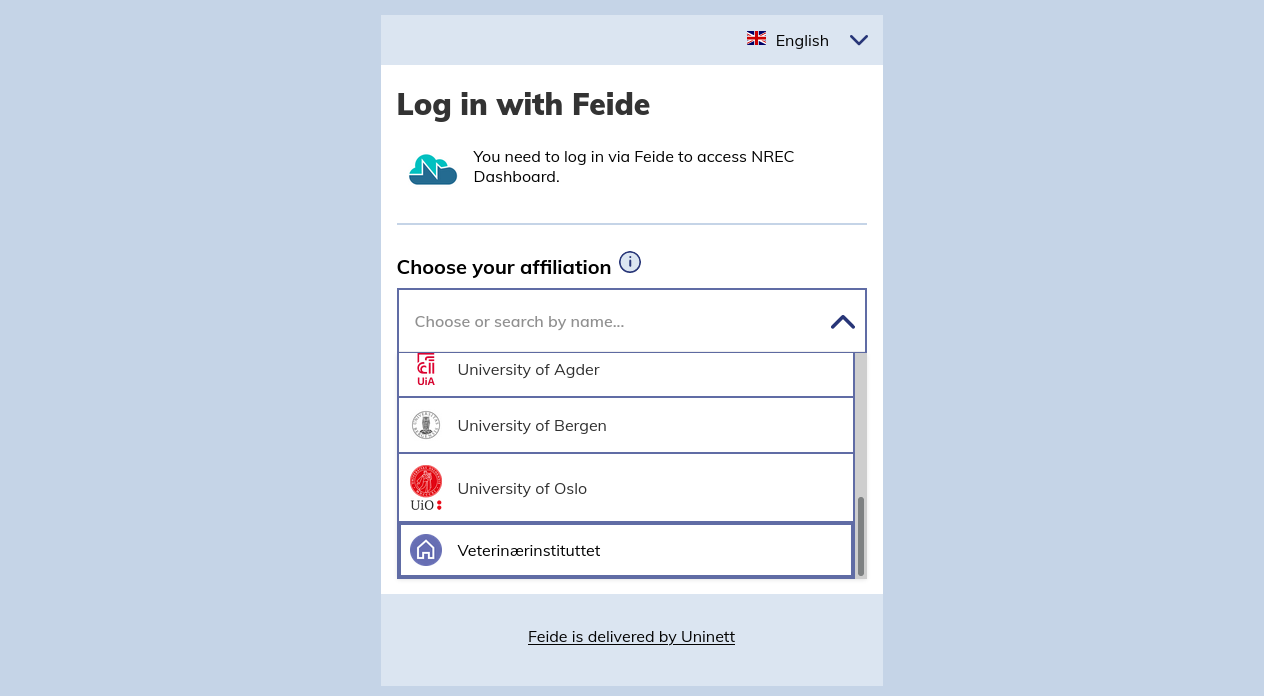 English
Log in with Feide
You need to log in via Feide to access NREC
Dashboard.
Choose your affiliation
Choose or search by name...
UiA
University of Agder
University of Bergen
UiO
University of Oslo
Veterinærinstituttet
Feide is delivered by Uninett